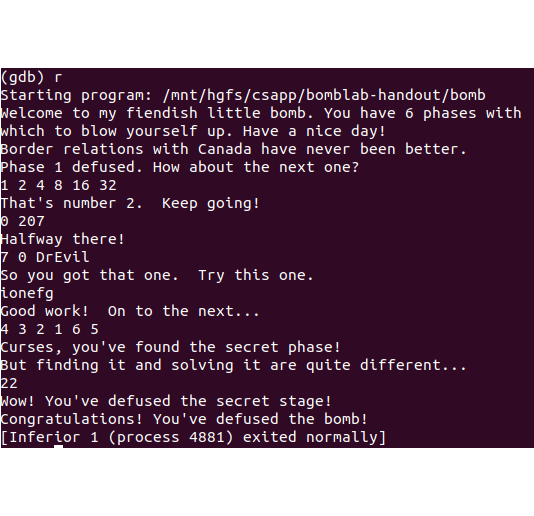 (gdb) r
Starting program: /mnt/hgfs/csapp/bomblab-handout/bomb
Welcome to my fiendish little bomb. You have 6 phases with
which to blow yourself up. Have a nice day!
Border relations with Canada have never been better.
Phase 1 defused. How about the next one?
1 2 4 8 16 32
That's number 2.  Keep going!
0 207
Halfway there!
7 0 DrEvil
So you got that one.  Try this one.
ionefg
Good work!  On to the next...
4 3 2 1 6 5
Curses, you've found the secret phase!
But finding it and solving it are quite different...
22
Wow! You've defused the secret stage!
Congratulations! You've defused the bomb!
[Inferior 1 (process 4881) exited normally]